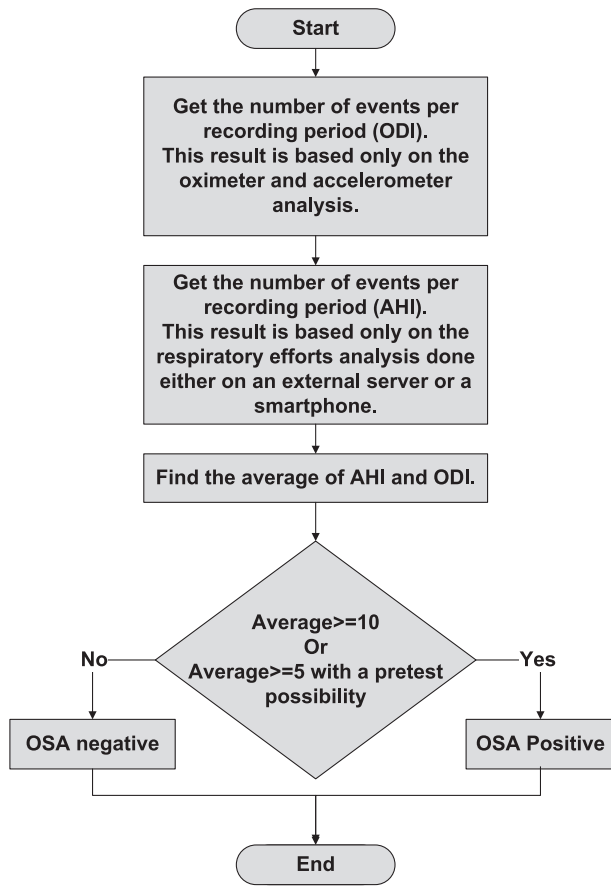 Start
Get the number of events per
recording period (ODI).
This result is based only on the
oximeter and accelerometer
analysis.
Get the number of events per
recording period (AHI).
This result is based only on the
respiratory efforts analysis done
either on an external server or a
smartphone.
Find the average of AHI and ODI.
Average>=10
Or
Average>=5 with a pretest
possibility
No
Yes
OSA negative
OSA Positive
End